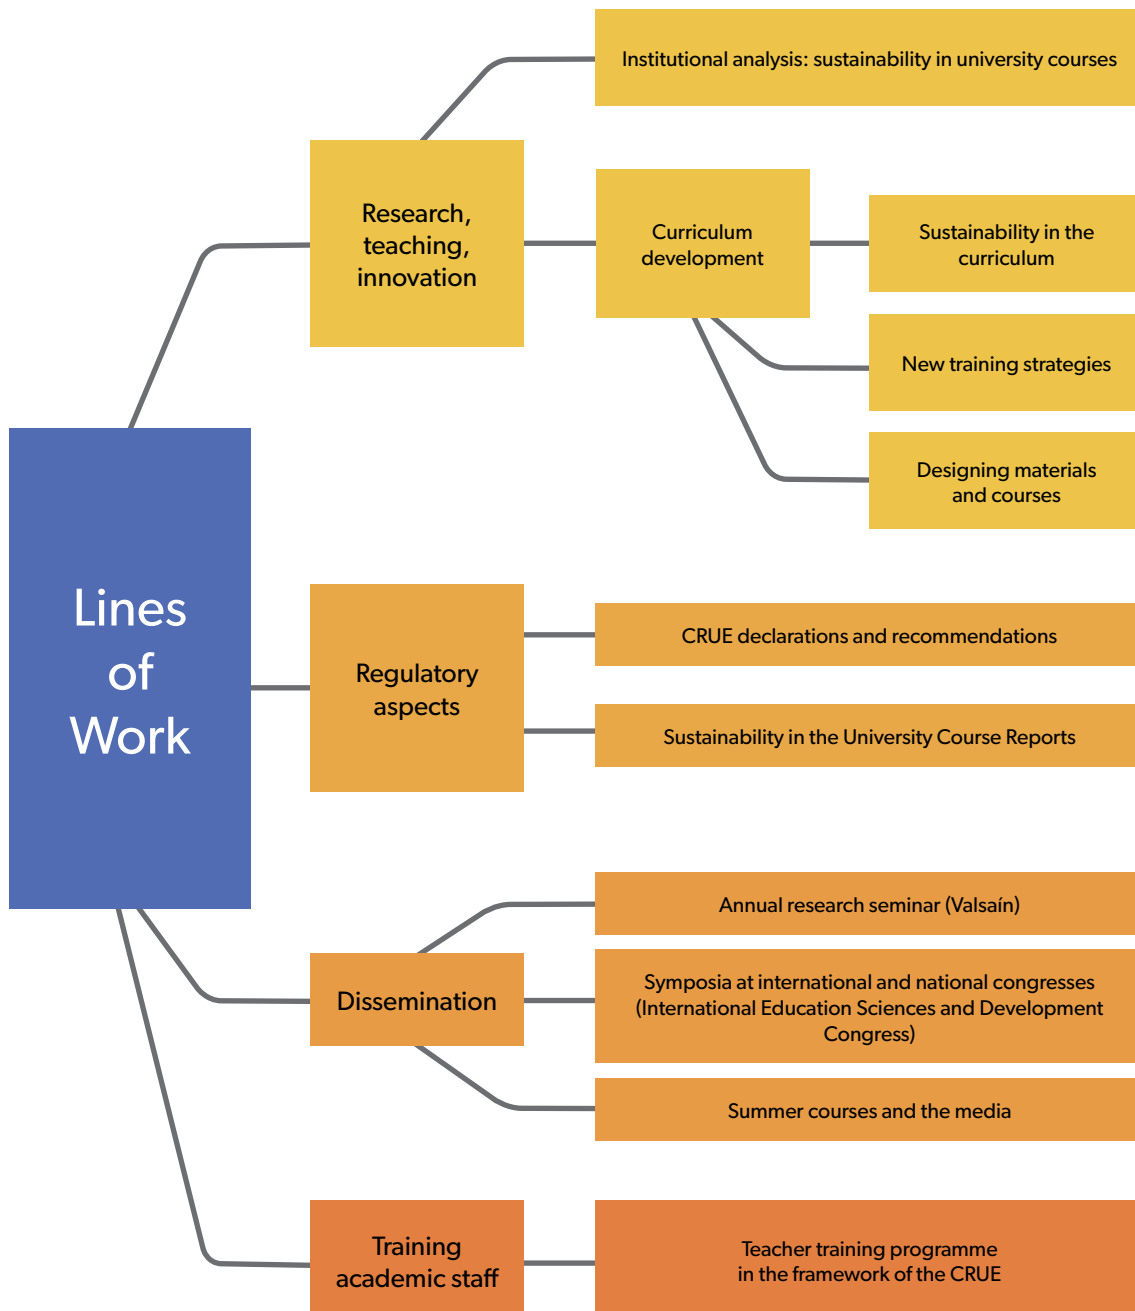 Institutional analysis: sustainability in university courses
Research,
teaching,
innovation
Curriculum
development
Sustainability in the
curriculum
New training strategies
Designing materials
and courses
Lines
of
Work
Regulatory
aspects
CRUE declarations and recommendations
Sustainability in the University Course Reports
Dissemination
Annual research seminar (Valsaín)
Symposia at international and national congresses
(International Education Sciences and Development
Congress)
Summer courses and the media
Training
academic staff
Teacher training programme
in the framework of the CRUE